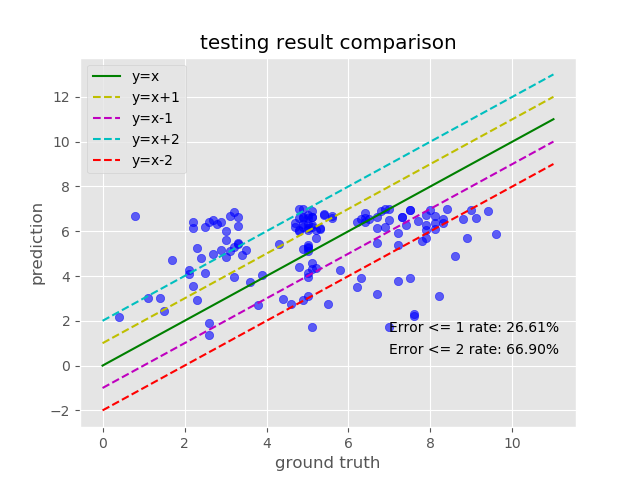 testing result comparison
y=x
y=x+1
y=x-1
y=x+2
y=x-2
12
10
8
6
4
2
0
−2
prediction
Error <= 1 rate: 26.61%
Error <= 2 rate: 66.90%
0 2 4 6 8 10
ground truth